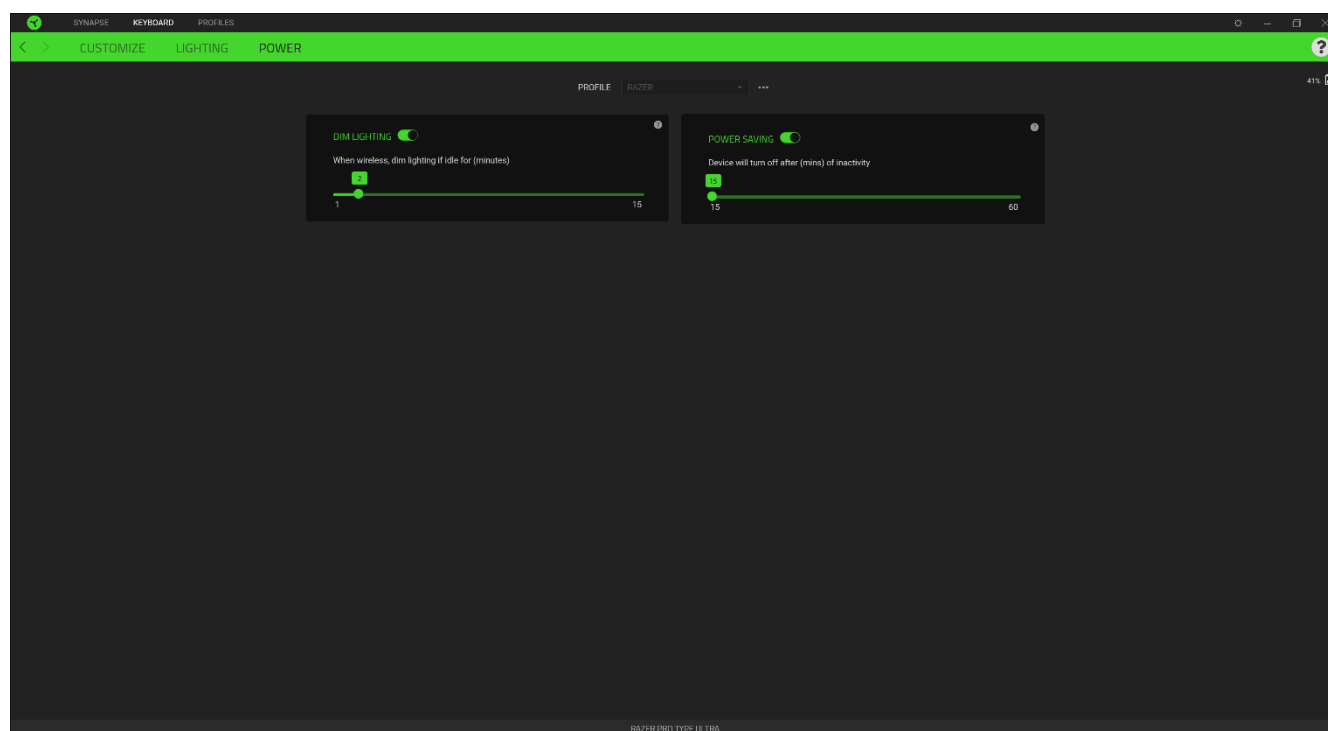 SYNAPSE KEYBOARD PROFILES
CUSTOMIZE LIGHTING POWER ?
41%
PROFILE RAZER
DIM LIGHTING
When wireless, dim lighting if idle for (minutes)
2
1 15
POWER SAVING
Device will turn off after (mins) of inactivity
15
15 60
RAZER PRO TYPE ULTRA